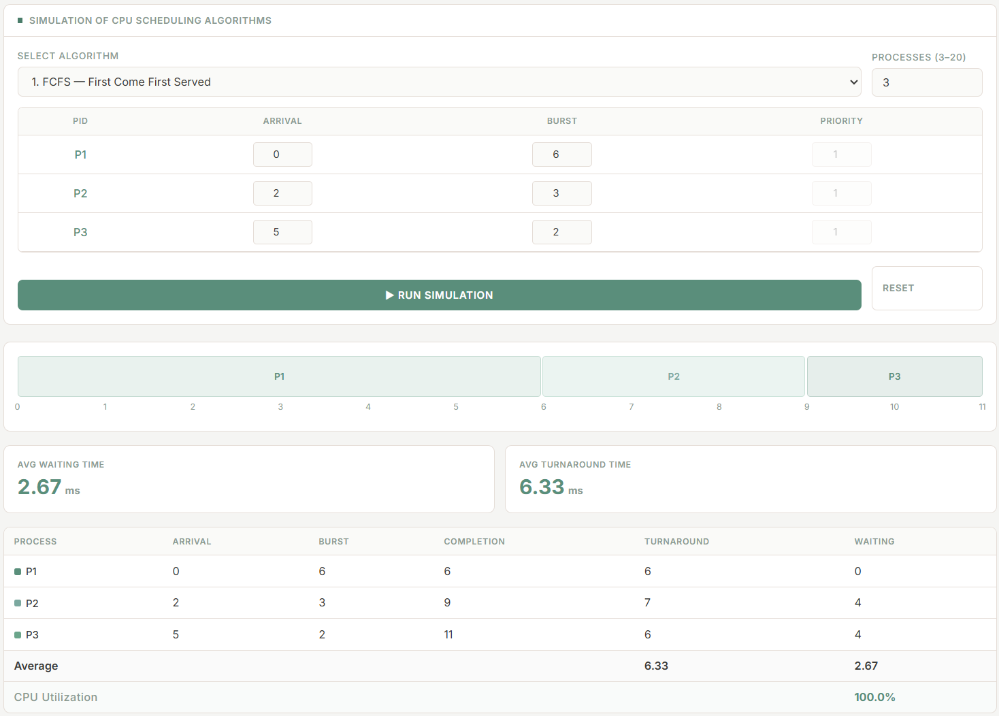 SIMULATION OF CPU SCHEDULING ALGORITHMS
SELECT ALGORITHM
PROCESSES (3–20)
1. FCFS — First Come First Served
3
PID ARRIVAL BURST PRIORITY
P1 0 6 1
P2 2 3 1
P3 5 2 1
▶ RUN SIMULATION
RESET
P1 P2 P3
0 1 2 3 4 5 6 7 8 9 10 11
AVG WAITING TIME
2.67 ms
AVG TURNAROUND TIME
6.33 ms
PROCESS ARRIVAL BURST COMPLETION TURNAROUND WAITING
P1 0 6 6 6 0
P2 2 3 9 7 4
P3 5 2 11 6 4
Average 6.33 2.67
CPU Utilization 100.0%